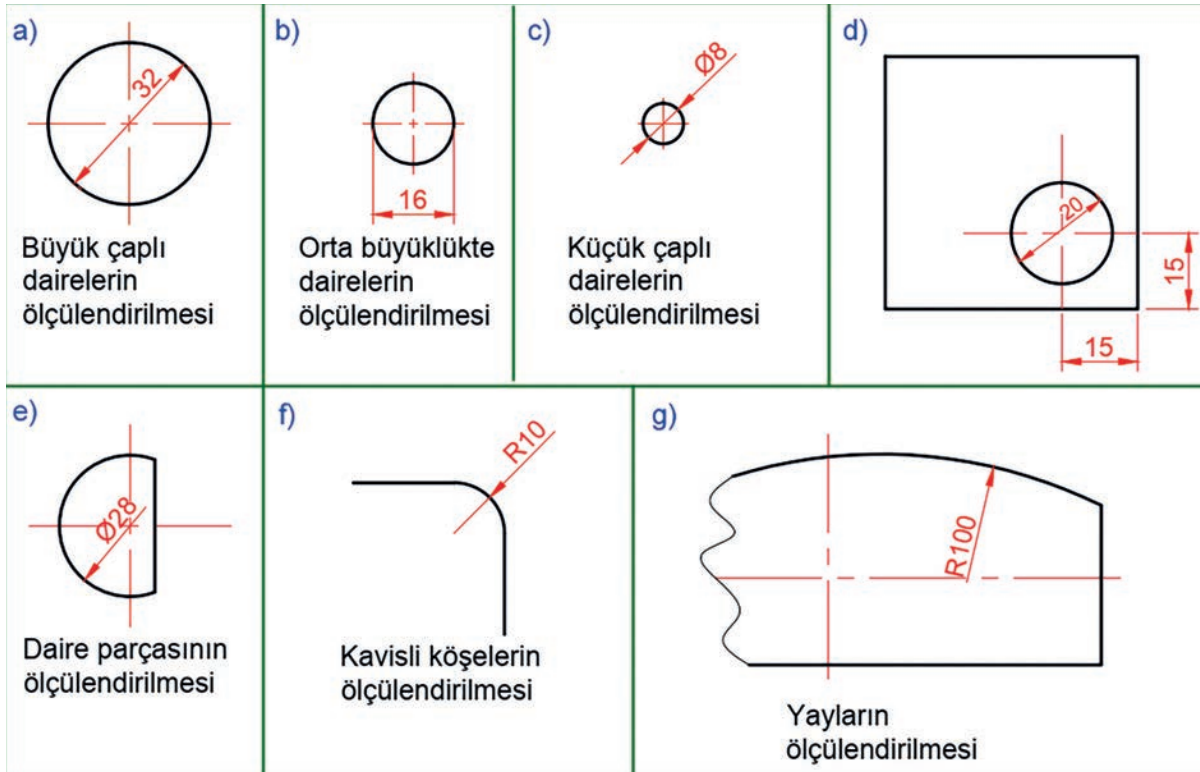 a)
32
Büyük çaplı
dairelerin
ölçülendirilmesi
b)
16
Orta büyüklükte
dairelerin
ölçülendirilmesi
c)
Ø8
Küçük çaplı
dairelerin
ölçülendirilmesi
d)
20
15
15
e)
Ø28
Daire parçasının
ölçülendirilmesi
f)
R10
Kavisli köşelerin
ölçülendirilmesi
g)
R100
Yayların
ölçülendirilmesi